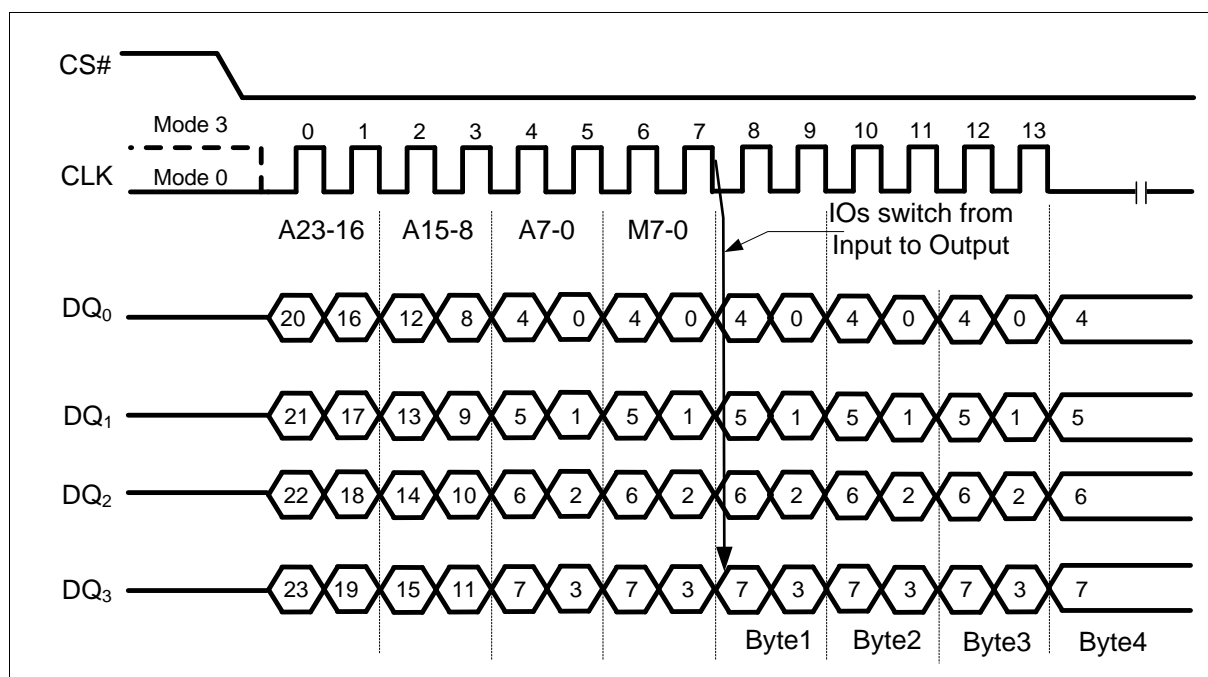 CS#
Mode 3
0 1 2 3 4 5 6 7 8 9 10 11 12 13
CLK
Mode 0
IOs switch from
Input to Output
A23-16 A15-8 A7-0 M7-0
DQ0 20 16 12 8 4 0 4 0 4 0 4 0 4 0 4
DQ1 21 17 13 9 5 1 5 1 5 1 5 1 5 1 5
DQ2 22 18 14 10 6 2 6 2 6 2 6 2 6 2 6
DQ3 23 19 15 11 7 3 7 3 7 3 7 3 7 3 7
Byte1 Byte2 Byte3 Byte4